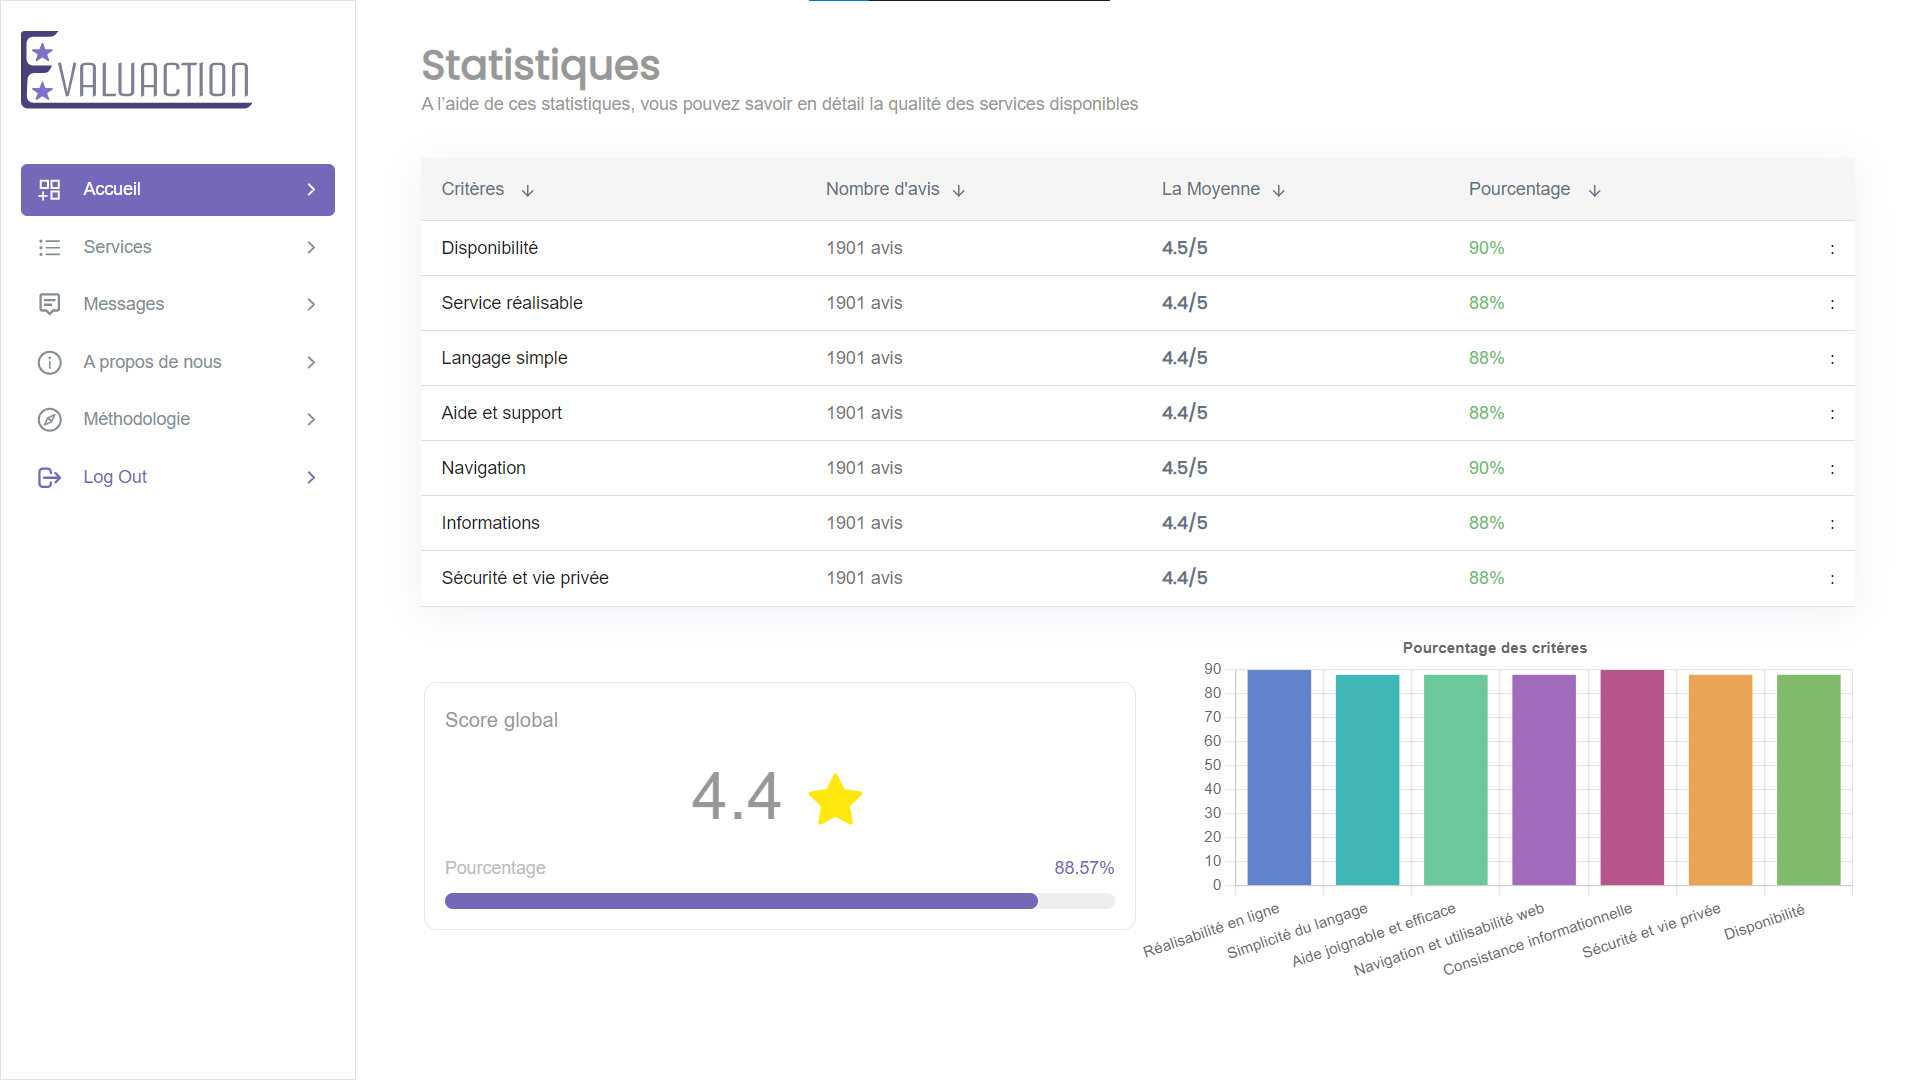 EVALUACTION
Accueil
Services
Messages
A propos de nous
Méthodologie
Log Out
Statistiques
A l'aide de ces statistiques, vous pouvez savoir en détail la qualité des services disponibles
Critères Nombre d'avis La Moyenne Pourcentage
Disponibilité 1901 avis 4.5/5 90% :
Service réalisable 1901 avis 4.4/5 88% :
Langage simple 1901 avis 4.4/5 88% :
Aide et support 1901 avis 4.4/5 88% :
Navigation 1901 avis 4.5/5 90% :
Informations 1901 avis 4.4/5 88% :
Sécurité et vie privée 1901 avis 4.4/5 88% :
Score global
4.4
Pourcentage 88.57%
Pourcentage des critéres
90
80
70
60
50
40
30
20
10
0
Réalisabilité en ligne
Simplicité du langage
Aide joignable et efficace
Navigation et utilisabilité web
Consistance informationnelle
Sécurité et vie privée
Disponibilité